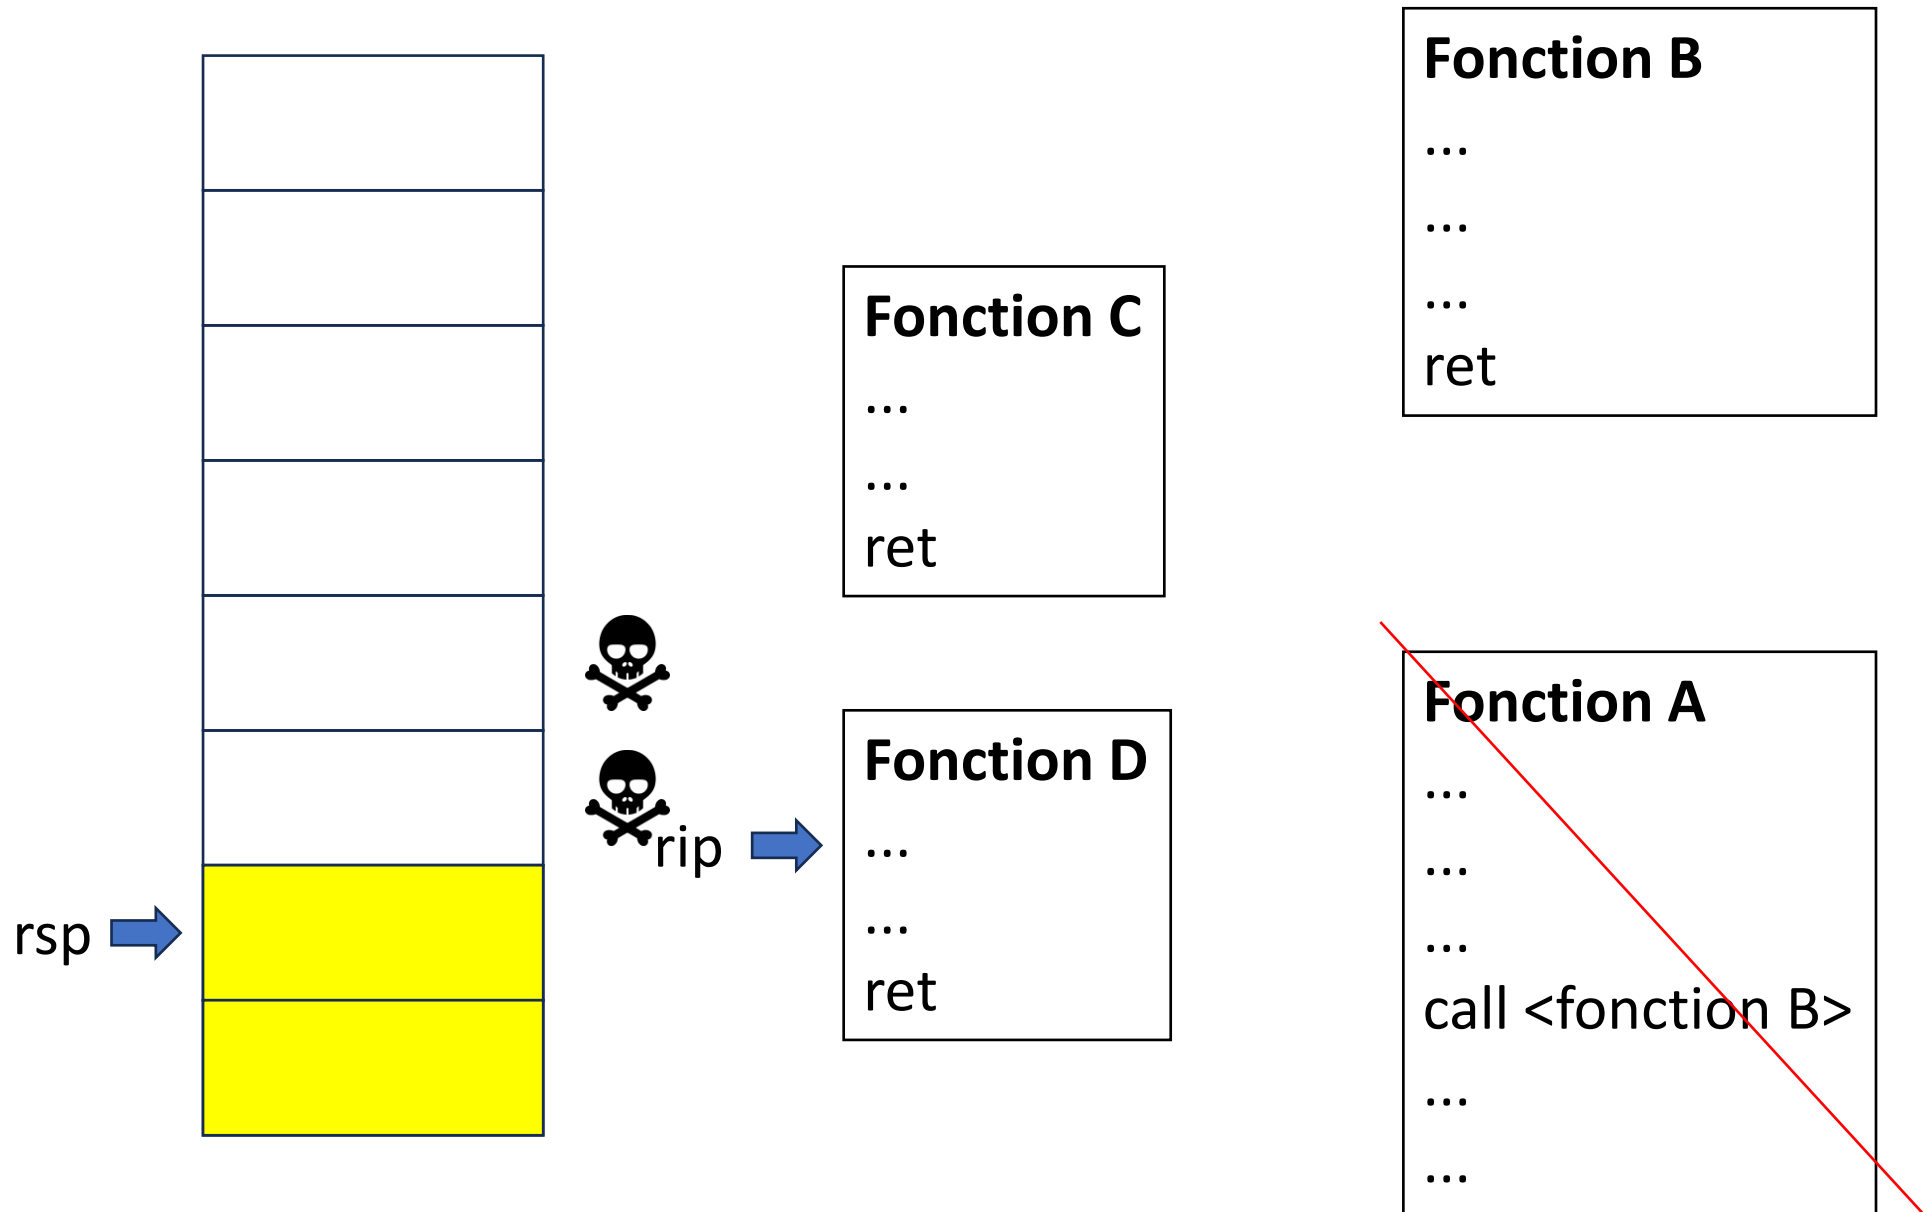 rsp
rip
Fonction C
...
...
ret
Fonction D
...
...
ret
Fonction B
...
...
...
ret
Fonction A
...
...
...
call <fonction B>
...
...